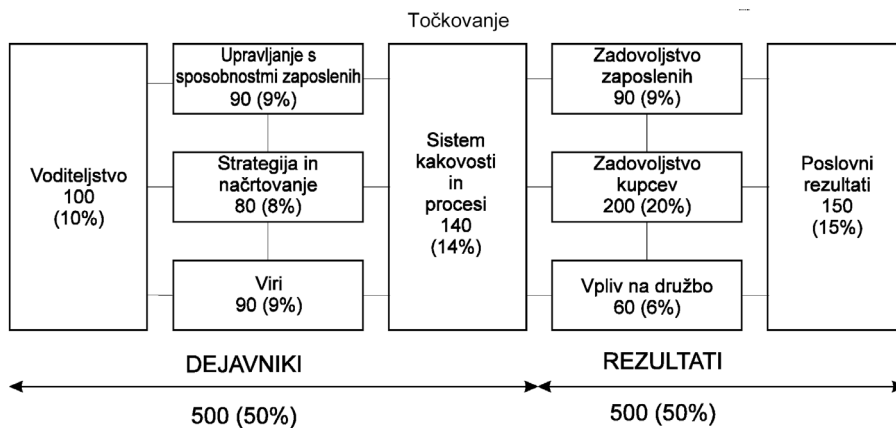 Točkovanje
Voditeljstvo
100
(10%)
Upravljanje s
sposobnostmi zaposlenih
90 (9%)
Strategija in
načrtovanje
80 (8%)
Viri
90 (9%)
Sistem
kakovosti
in
procesi
140
(14%)
Zadovoljstvo
zaposlenih
90 (9%)
Zadovoljstvo
kupcev
200 (20%)
Vpliv na družbo
60 (6%)
Poslovni
rezultati
150
(15%)
DEJAVNIKI
REZULTATI
500 (50%)
500 (50%)